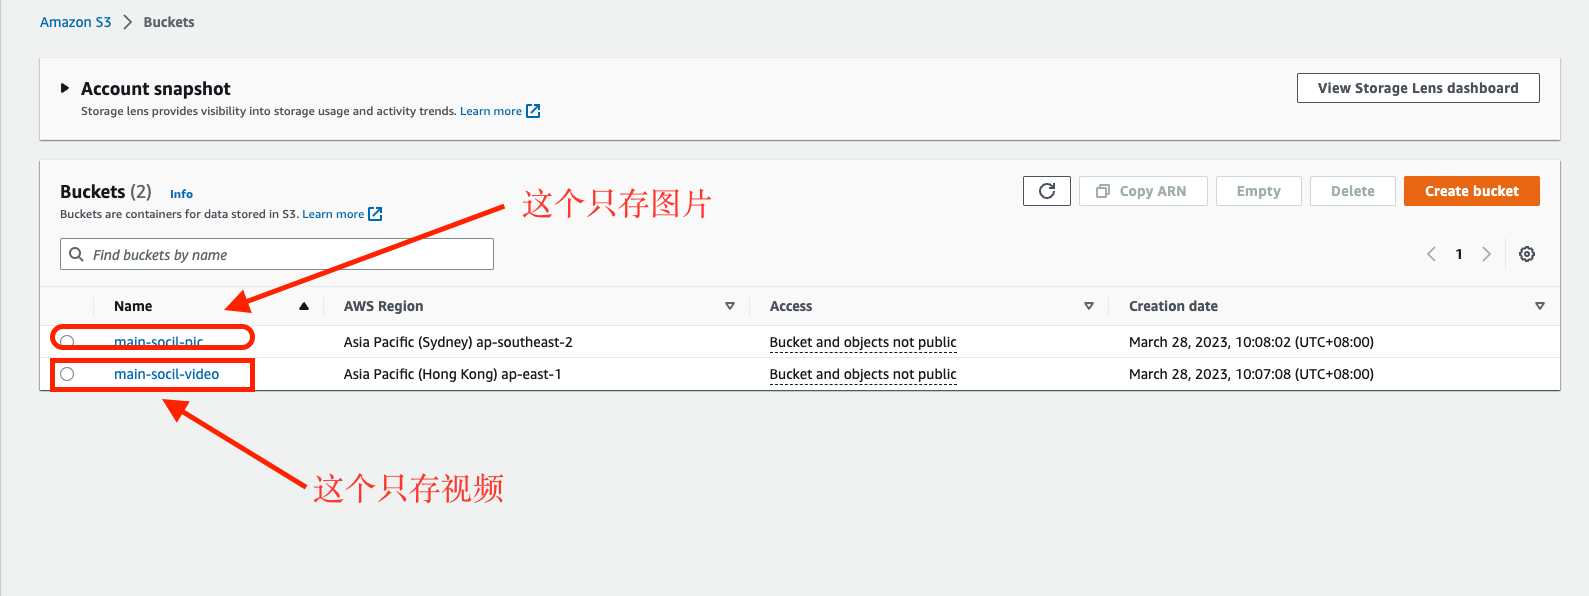 Amazon S3 > Buckets
Account snapshot
View Storage Lens dashboard
Storage lens provides visibility into storage usage and activity trends. Learn more
Buckets (2) Info
Copy ARN Empty Delete Create bucket
这个只存图片
Buckets are containers for data stored in S3. Learn more
Find buckets by name
1
Name AWS Region Access Creation date
main-socil-pic Asia Pacific (Sydney) ap-southeast-2 Bucket and objects not public March 28, 2023, 10:08:02 (UTC+08:00)
main-socil-video Asia Pacific (Hong Kong) ap-east-1 Bucket and objects not public March 28, 2023, 10:07:08 (UTC+08:00)
这个只存视频